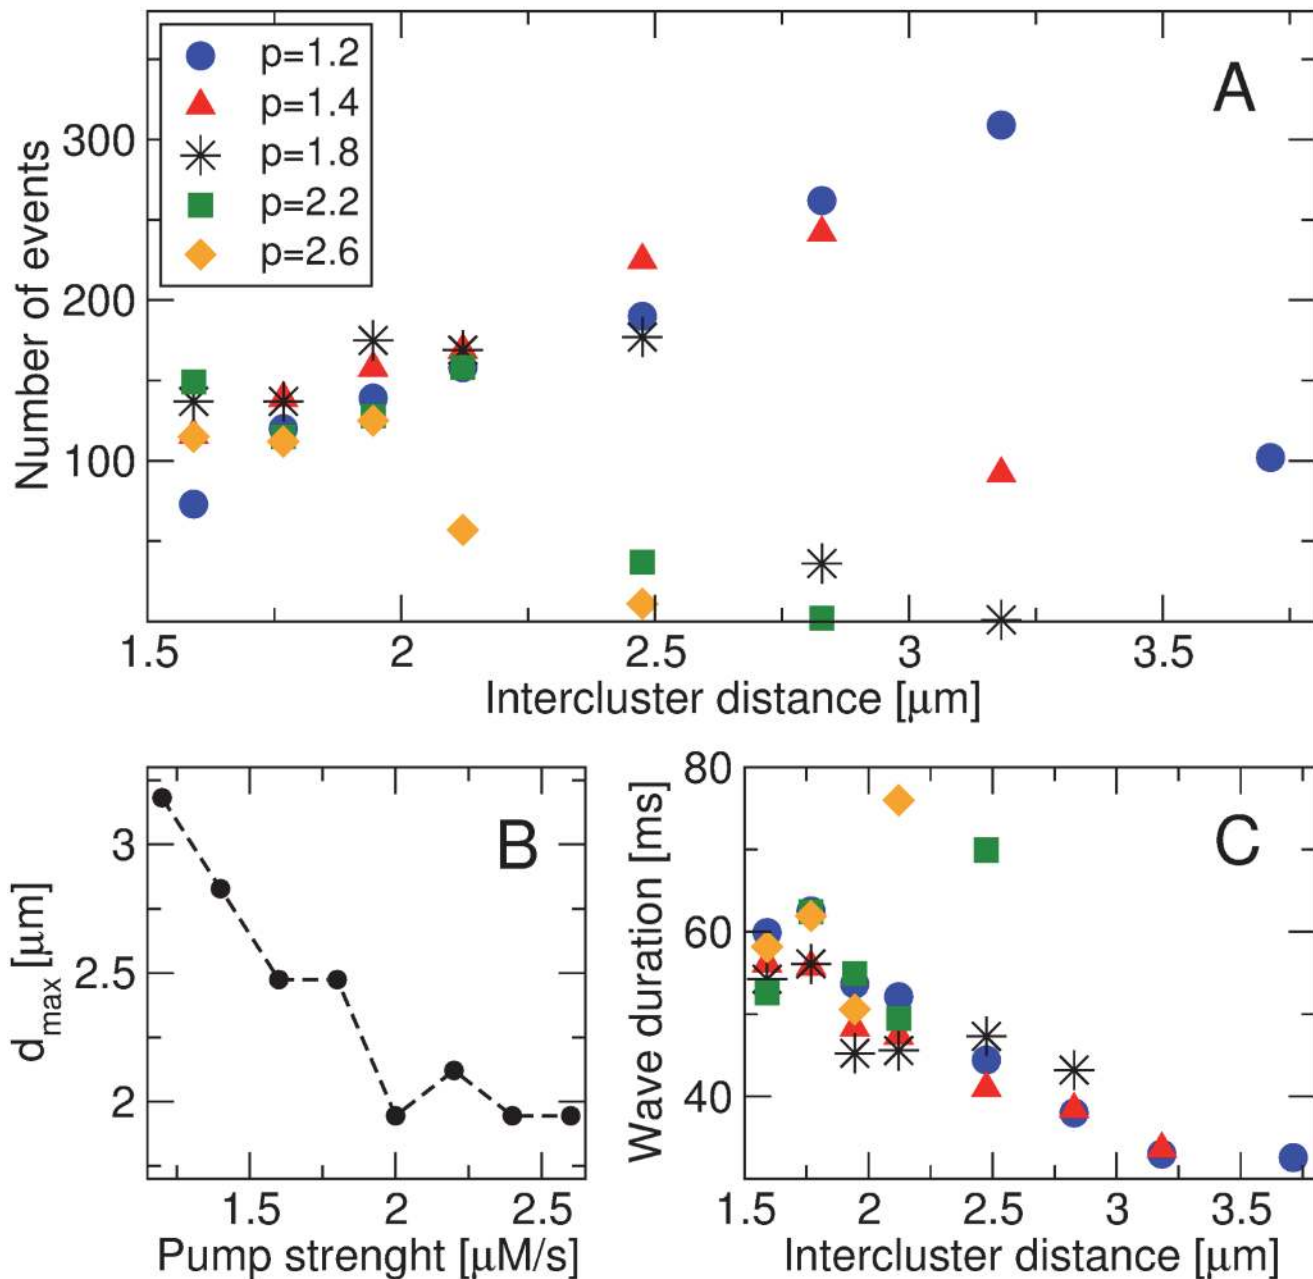 A
p=1.2
p=1.4
p=1.8
p=2.2
p=2.6
Number of events
300
200
100
1.5 2 2.5 3 3.5
Intercluster distance [μm]
B
d_max [μm]
3
2.5
2
1.5 2 2.5
Pump strenght [μM/s]
C
Wave duration [ms]
80
60
40
1.5 2 2.5 3 3.5
Intercluster distance [μm]